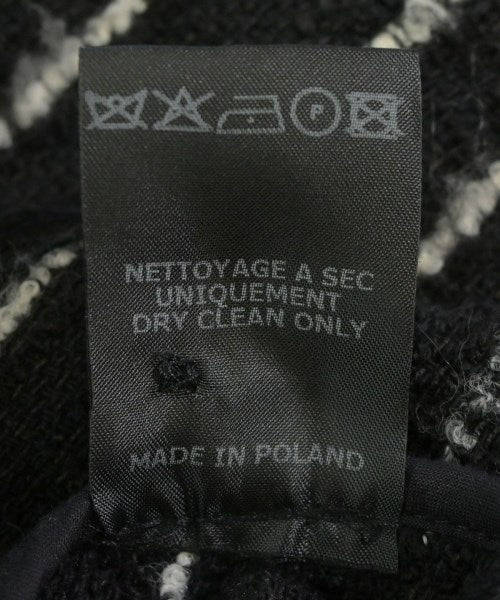 P
NETTOYAGE A SEC
UNIQUEMENT
DRY CLEAN ONLY
MADE IN POLAND